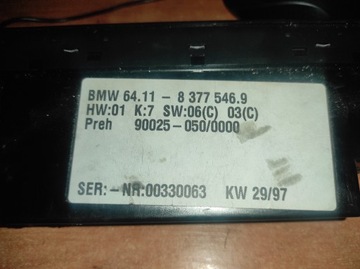 BMW 64.11 - 8 377 546.9
HW:01 K:7 SW:06(C) 03(C)
Preh 90025-050/0000
SER:-NR:00330063 KW 29/97